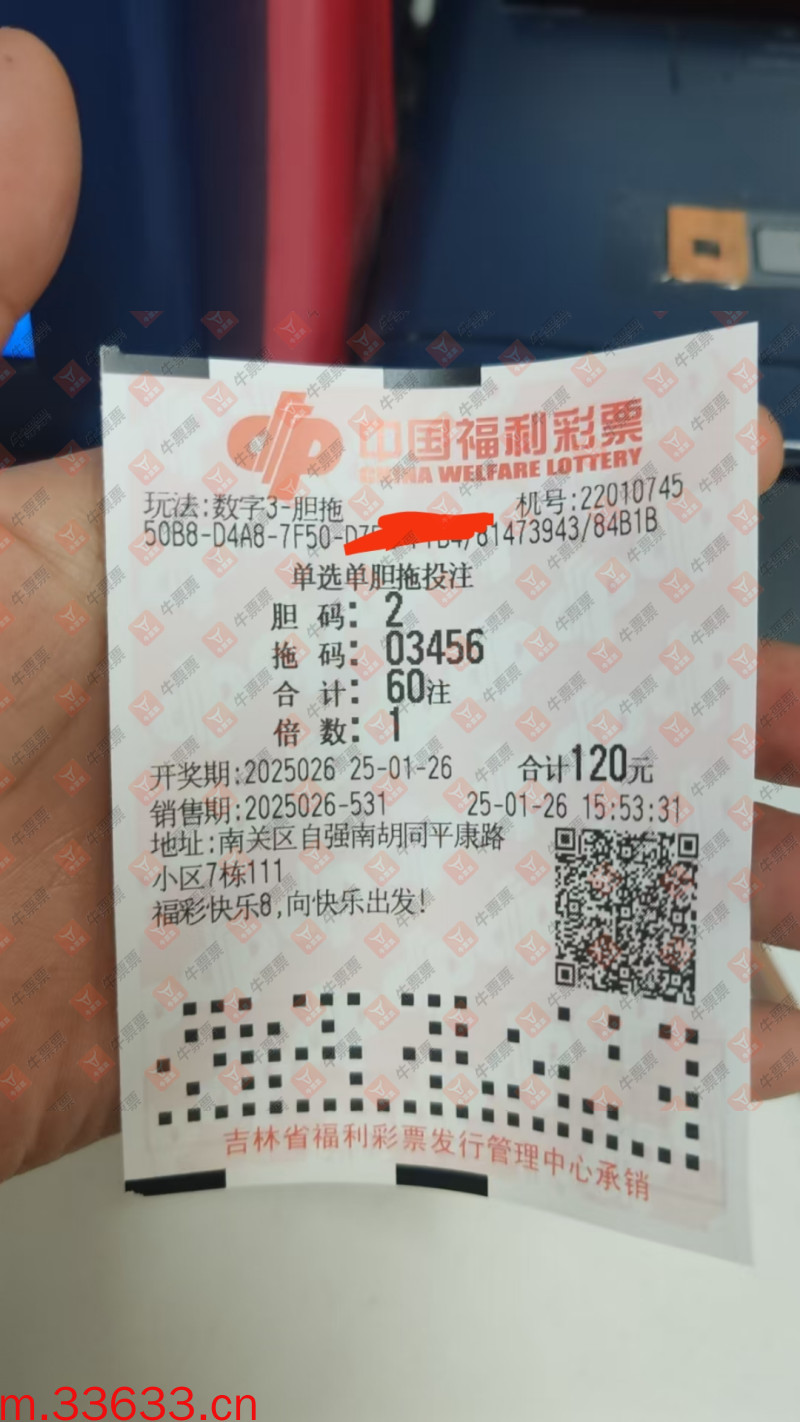 中国福利彩票
CHINA WELFARE LOTTERY
玩法:数字3-胆拖 机号:22010745
50B8-D4A8-7F50-D7 /81473943/84B1B
单选单胆拖投注
胆 码: 2
拖 码: 03456
合 计: 60注
倍 数: 1
开奖期:2025026 25-01-26 合计120元
销售期:2025026-531 25-01-26 15:53:31
地址:南关区自强南胡同平康路
小区7栋111
福彩快乐8,向快乐出发!
吉林省福利彩票发行管理中心承销
牛票票
m.33633.cn